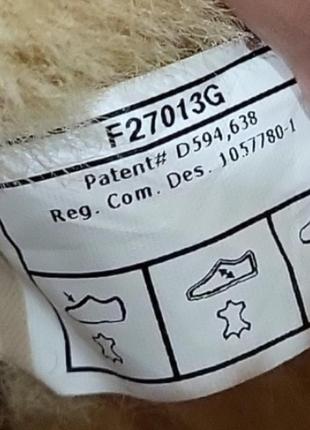 F27013G
Patent# D594,638
Reg. Com. Des. 1057780-1